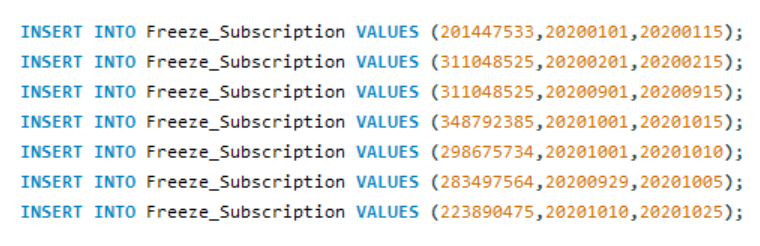 INSERT INTO Freeze_Subscription VALUES (201447533,20200101,20200115);
INSERT INTO Freeze_Subscription VALUES (311048525,20200201,20200215);
INSERT INTO Freeze_Subscription VALUES (311048525,20200901,20200915);
INSERT INTO Freeze_Subscription VALUES (348792385,20201001,20201015);
INSERT INTO Freeze_Subscription VALUES (298675734,20201001,20201010);
INSERT INTO Freeze_Subscription VALUES (283497564,20200929,20201005);
INSERT INTO Freeze_Subscription VALUES (223890475,20201010,20201025);